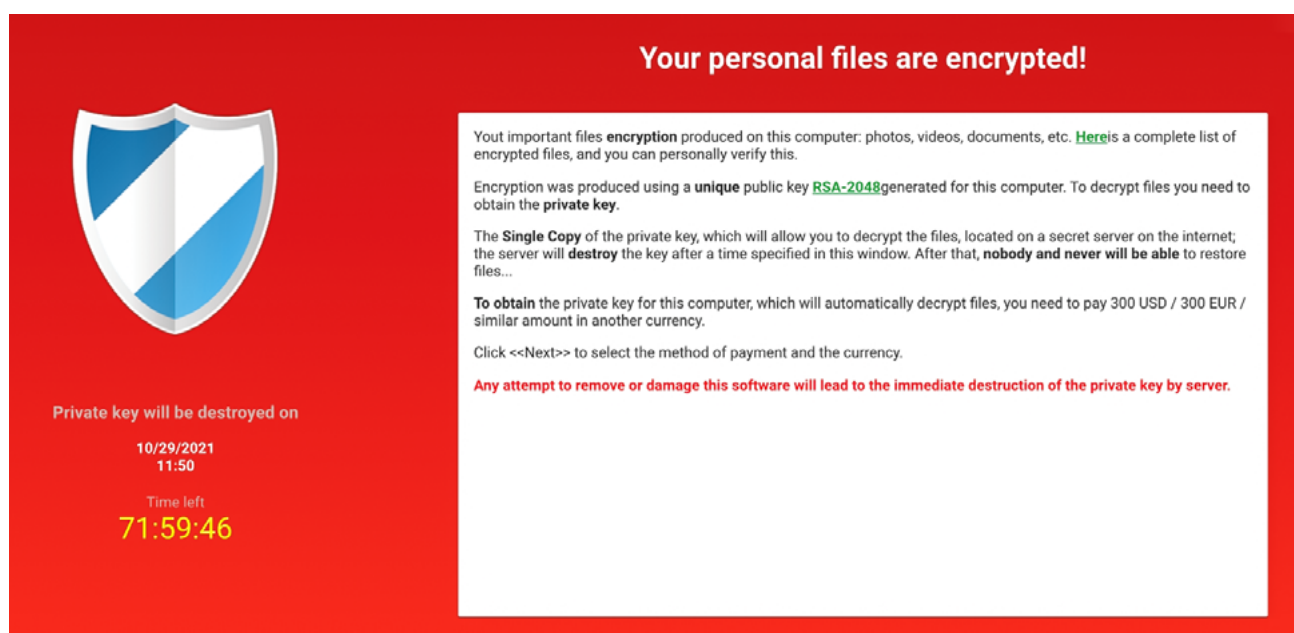 Your personal files are encrypted!
Yout important files encryption produced on this computer: photos, videos, documents, etc. Hereis a complete list of
encrypted files, and you can personally verify this.
Encryption was produced using a unique public key RSA-2048generated for this computer. To decrypt files you need to
obtain the private key.
The Single Copy of the private key, which will allow you to decrypt the files, located on a secret server on the internet;
the server will destroy the key after a time specified in this window. After that, nobody and never will be able to restore
files...
To obtain the private key for this computer, which will automatically decrypt files, you need to pay 300 USD / 300 EUR /
similar amount in another currency.
Click <<Next>> to select the method of payment and the currency.
Any attempt to remove or damage this software will lead to the immediate destruction of the private key by server.
Private key will be destroyed on
10/29/2021
11:50
Time left
71:59:46